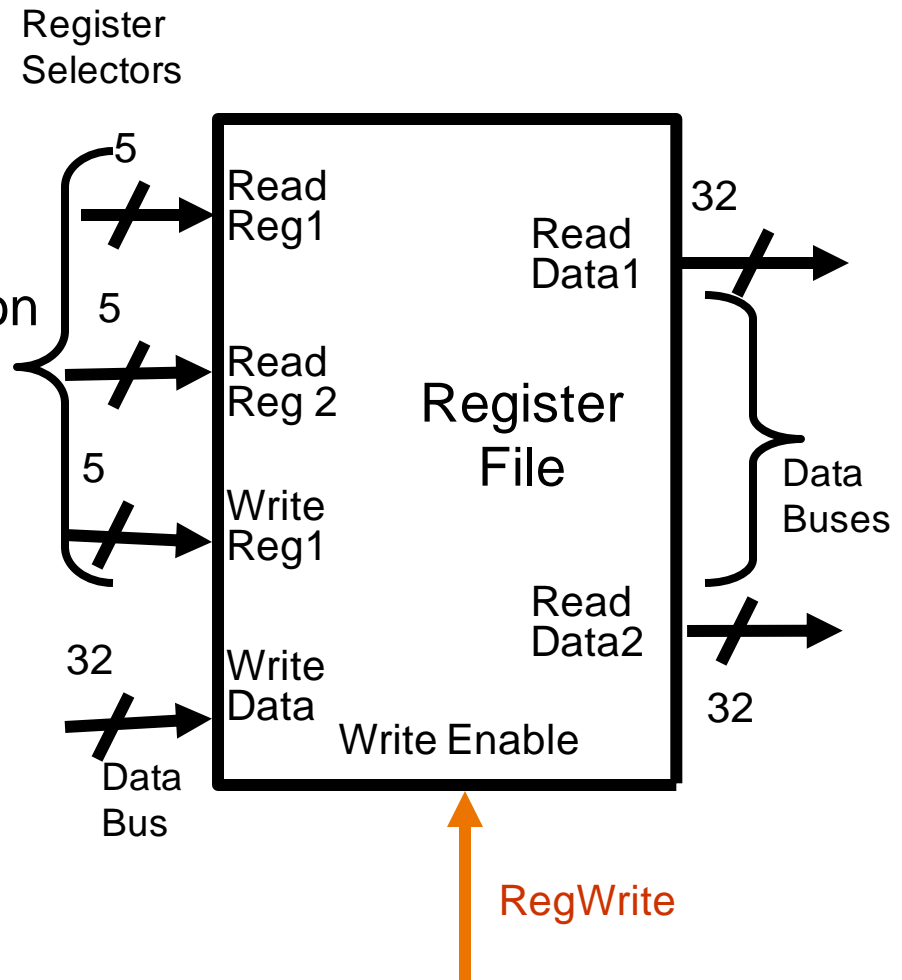 Register
Selectors
5
Read
Reg1
32
Read
Data1
on
5
Read
Reg 2
Register
File
5
Write
Reg1
Data
Buses
Read
Data2
32
Write
Data
32
Write Enable
Data
Bus
RegWrite